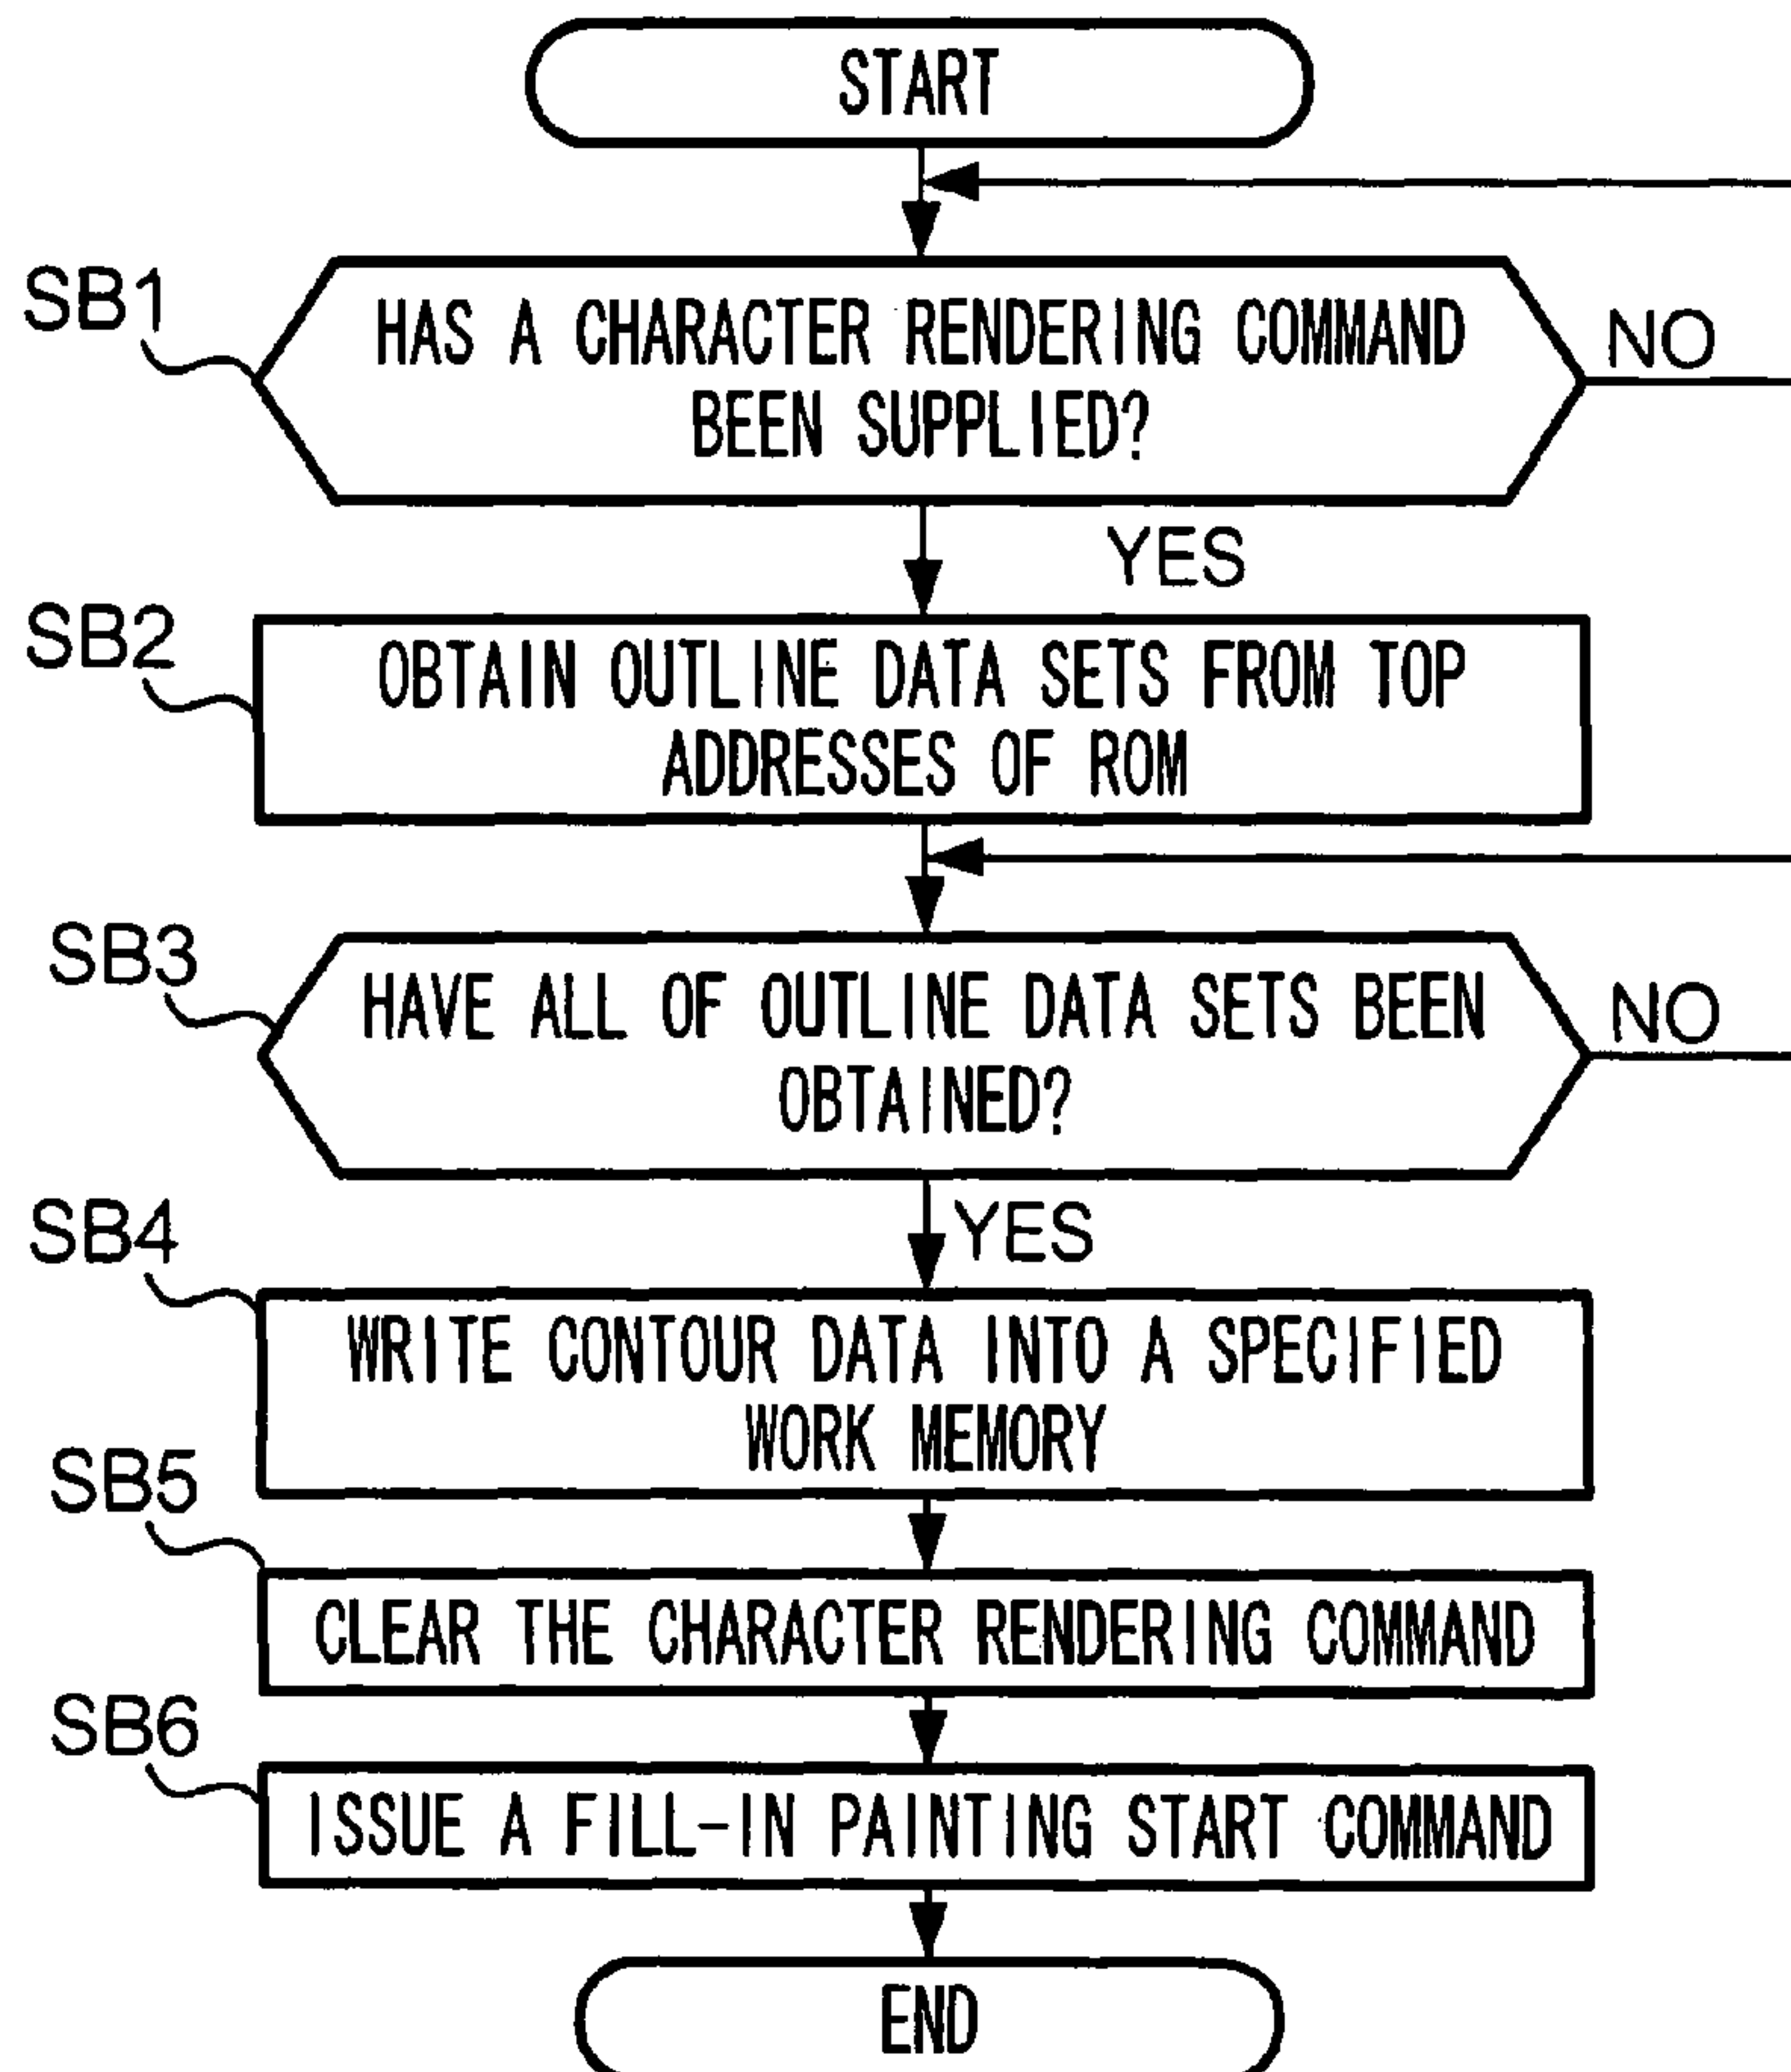 START
SB1
HAS A CHARACTER RENDERING COMMAND
BEEN SUPPLIED?
NO
YES
SB2
OBTAIN OUTLINE DATA SETS FROM TOP
ADDRESSES OF ROM
SB3
HAVE ALL OF OUTLINE DATA SETS BEEN
OBTAINED?
NO
YES
SB4
WRITE CONTOUR DATA INTO A SPECIFIED
WORK MEMORY
SB5
CLEAR THE CHARACTER RENDERING COMMAND
SB6
ISSUE A FILL-IN PAINTING START COMMAND
END